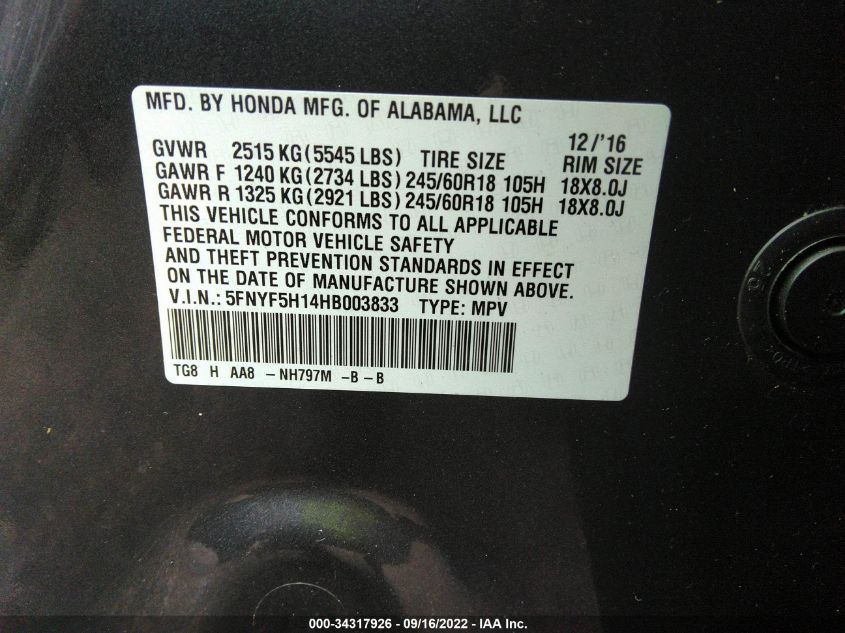 MFD. BY HONDA MFG. OF ALABAMA, LLC
12/'16
GVWR 2515 KG(5545 LBS) TIRE SIZE RIM SIZE
GAWR F 1240 KG(2734 LBS) 245/60R18 105H 18X8.0J
GAWR R 1325 KG(2921 LBS) 245/60R18 105H 18X8.0J
THIS VEHICLE CONFORMS TO ALL APPLICABLE
FEDERAL MOTOR VEHICLE SAFETY
AND THEFT PREVENTION STANDARDS IN EFFECT
ON THE DATE OF MANUFACTURE SHOWN ABOVE.
V.I.N.: 5FNYF5H14HB003833 TYPE: MPV
TG8 H AA8 - NH797M - B - B
000-34317926 - 09/16/2022 - IAA Inc.